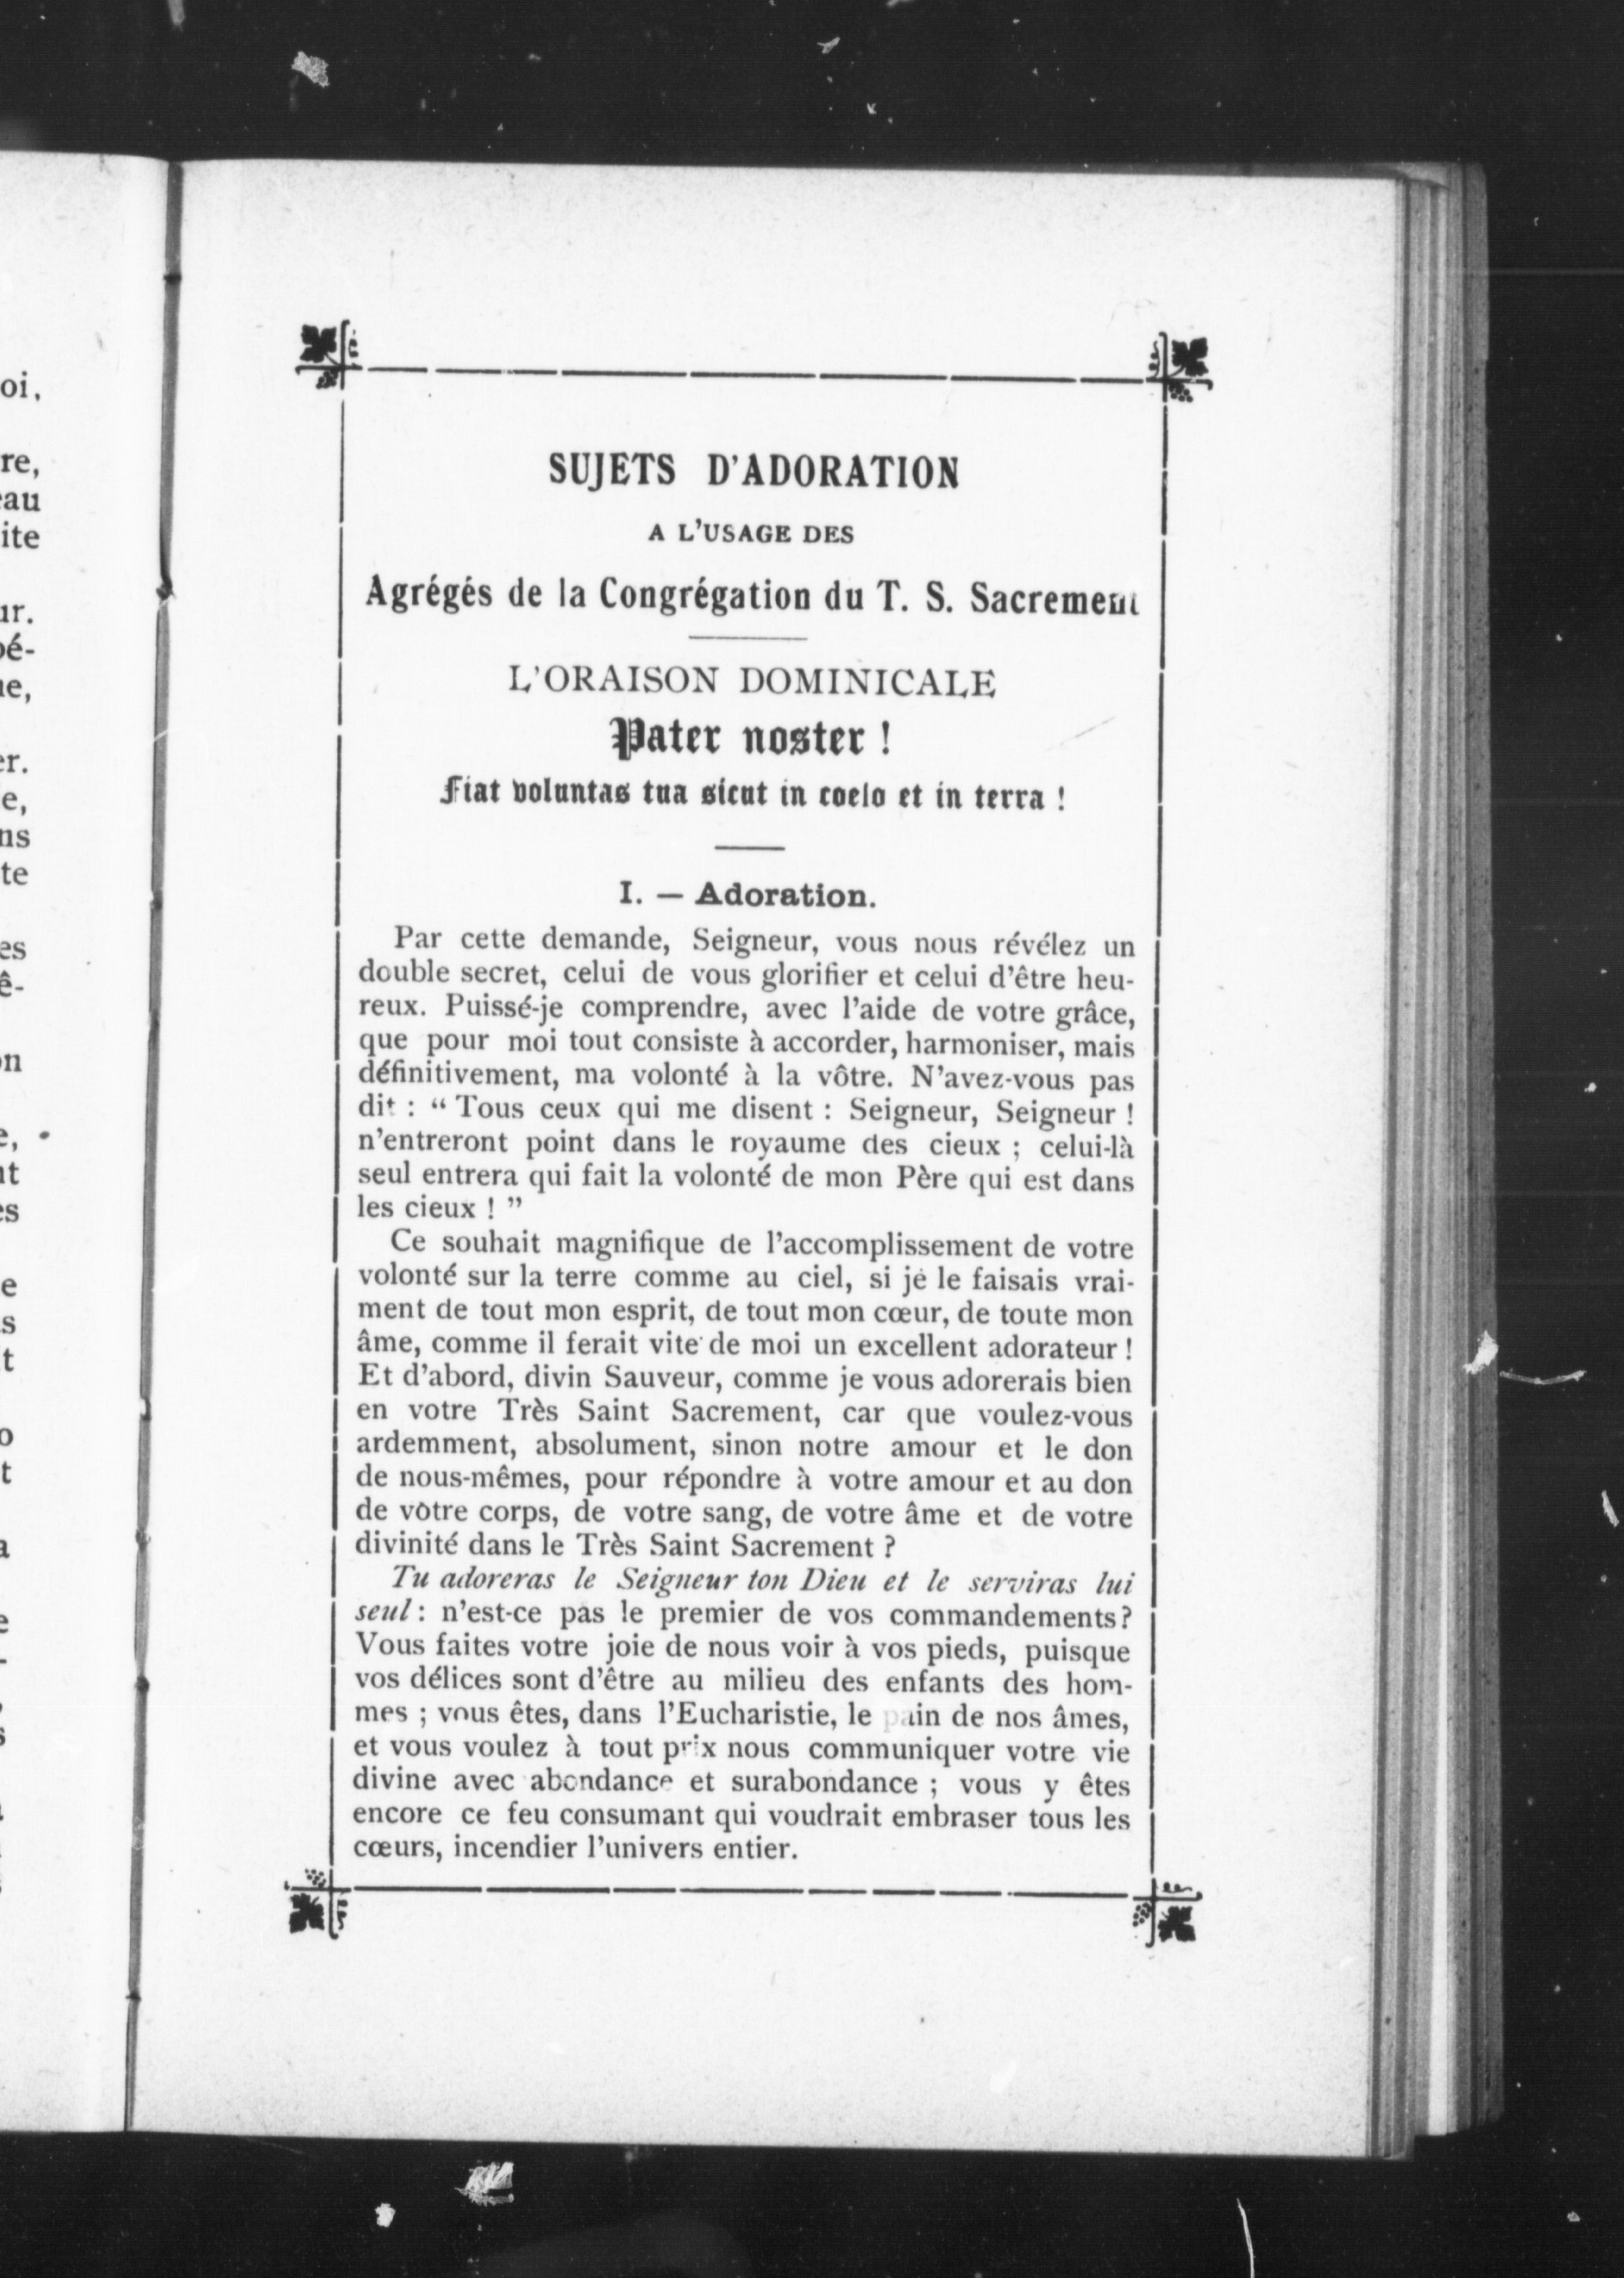 SUJETS D'ADORATION
A L'USAGE DES
Agrégés de la Congrégation du T. S. Sacrement
L'ORAISON DOMINICALE
Pater noster !
Fiat voluntas tua sicut in coelo et in terra !
I. — Adoration.
Par cette demande, Seigneur, vous nous révélez un
double secret, celui de vous glorifier et celui d'être heu-
reux. Puissé-je comprendre, avec l'aide de votre grâce,
que pour moi tout consiste à accorder, harmoniser, mais
définitivement, ma volonté à la vôtre. N'avez-vous pas
dit : “ Tous ceux qui me disent : Seigneur, Seigneur !
n'entreront point dans le royaume des cieux ; celui-là
seul entrera qui fait la volonté de mon Père qui est dans
les cieux ! ”
Ce souhait magnifique de l'accomplissement de votre
volonté sur la terre comme au ciel, si je le faisais vrai-
ment de tout mon esprit, de tout mon cœur, de toute mon
âme, comme il ferait vite de moi un excellent adorateur !
Et d'abord, divin Sauveur, comme je vous adorerais bien
en votre Très Saint Sacrement, car que voulez-vous
ardemment, absolument, sinon notre amour et le don
de nous-mêmes, pour répondre à votre amour et au don
de votre corps, de votre sang, de votre âme et de votre
divinité dans le Très Saint Sacrement ?
Tu adoreras le Seigneur ton Dieu et le serviras lui
seul : n'est-ce pas le premier de vos commandements?
Vous faites votre joie de nous voir à vos pieds, puisque
vos délices sont d'être au milieu des enfants des hom-
mes ; vous êtes, dans l'Eucharistie, le pain de nos âmes,
et vous voulez à tout prix nous communiquer votre vie
divine avec abondance et surabondance ; vous y êtes
encore ce feu consumant qui voudrait embraser tous les
cœurs, incendier l'univers entier.